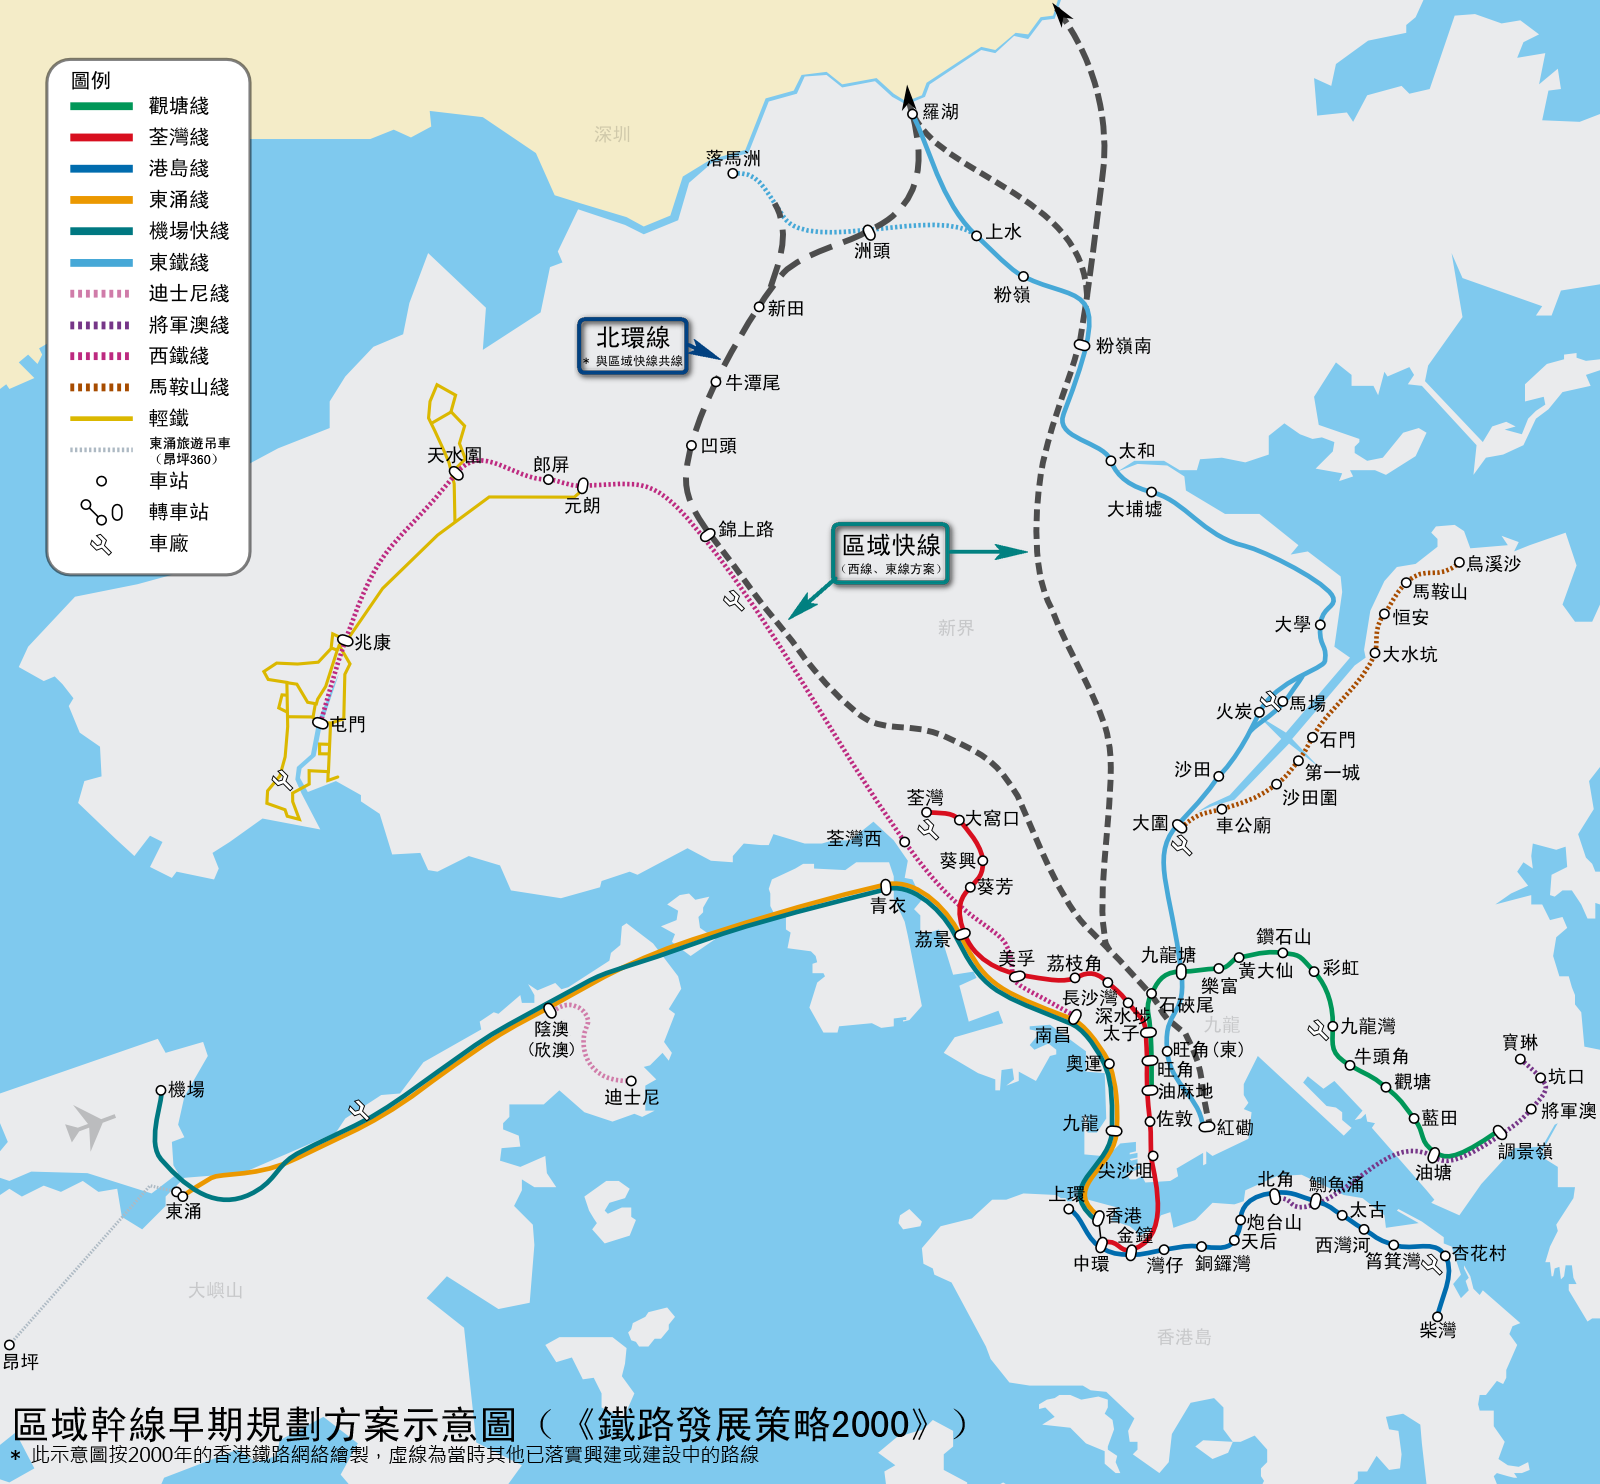 圖例
觀塘綫
荃灣綫
港島綫
東涌綫
機場快綫
東鐵綫
迪士尼綫
將軍澳綫
西鐵綫
馬鞍山綫
輕鐵
東涌旅遊吊車
（昂坪360）
車站
轉車站
車廠
深圳
羅湖
落馬洲
上水
洲頭
粉嶺
新田
北環線
* 與區域快線共線
粉嶺南
牛潭尾
凹頭
太和
天水圍
郎屏
元朗
大埔墟
錦上路
區域快線
（西線、東線方案）
烏溪沙
馬鞍山
恒安
大學
新界
兆康
大水坑
馬場
火炭
屯門
石門
沙田
第一城
沙田圍
荃灣
大窩口
大圍
車公廟
荃灣西
葵興
葵芳
青衣
荔景
鑽石山
美孚
荔枝角
九龍塘
黃大仙
彩虹
樂富
長沙灣
石硤尾
深水埗
九龍
陰澳
(欣澳)
南昌
太子
九龍灣
寶琳
旺角(東)
奧運
旺角
牛頭角
坑口
機場
迪士尼
油麻地
觀塘
將軍澳
九龍
佐敦
紅磡
藍田
調景嶺
尖沙咀
油塘
上環
北角
鰂魚涌
東涌
香港
炮台山
太古
金鐘
天后
西灣河
中環
灣仔
銅鑼灣
筲箕灣
杏花村
大嶼山
柴灣
香港島
昂坪
區域幹線早期規劃方案示意圖（《鐵路發展策略2000》）
* 此示意圖按2000年的香港鐵路網絡繪製，虛線為當時其他已落實興建或建設中的路線